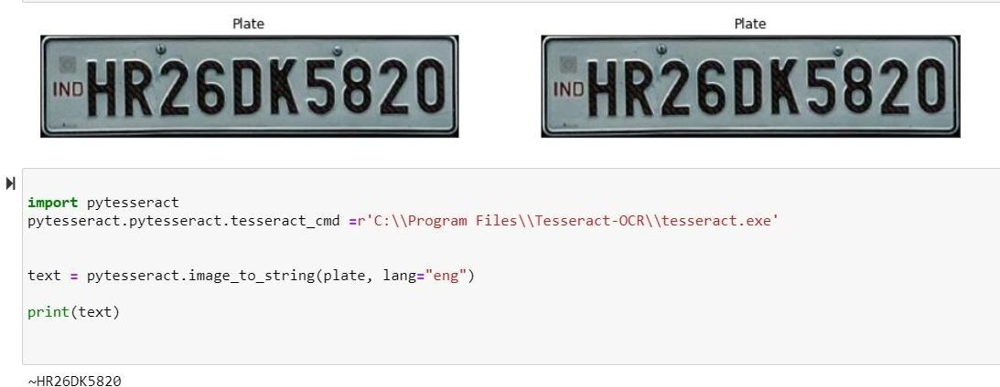 Plate
Plate
IND HR26DK5820
IND HR26DK5820
import pytesseract
pytesseract.pytesseract.tesseract_cmd =r'C:\\Program Files\\Tesseract-OCR\\tesseract.exe'
text = pytesseract.image_to_string(plate, lang="eng")
print(text)
~HR26DK5820